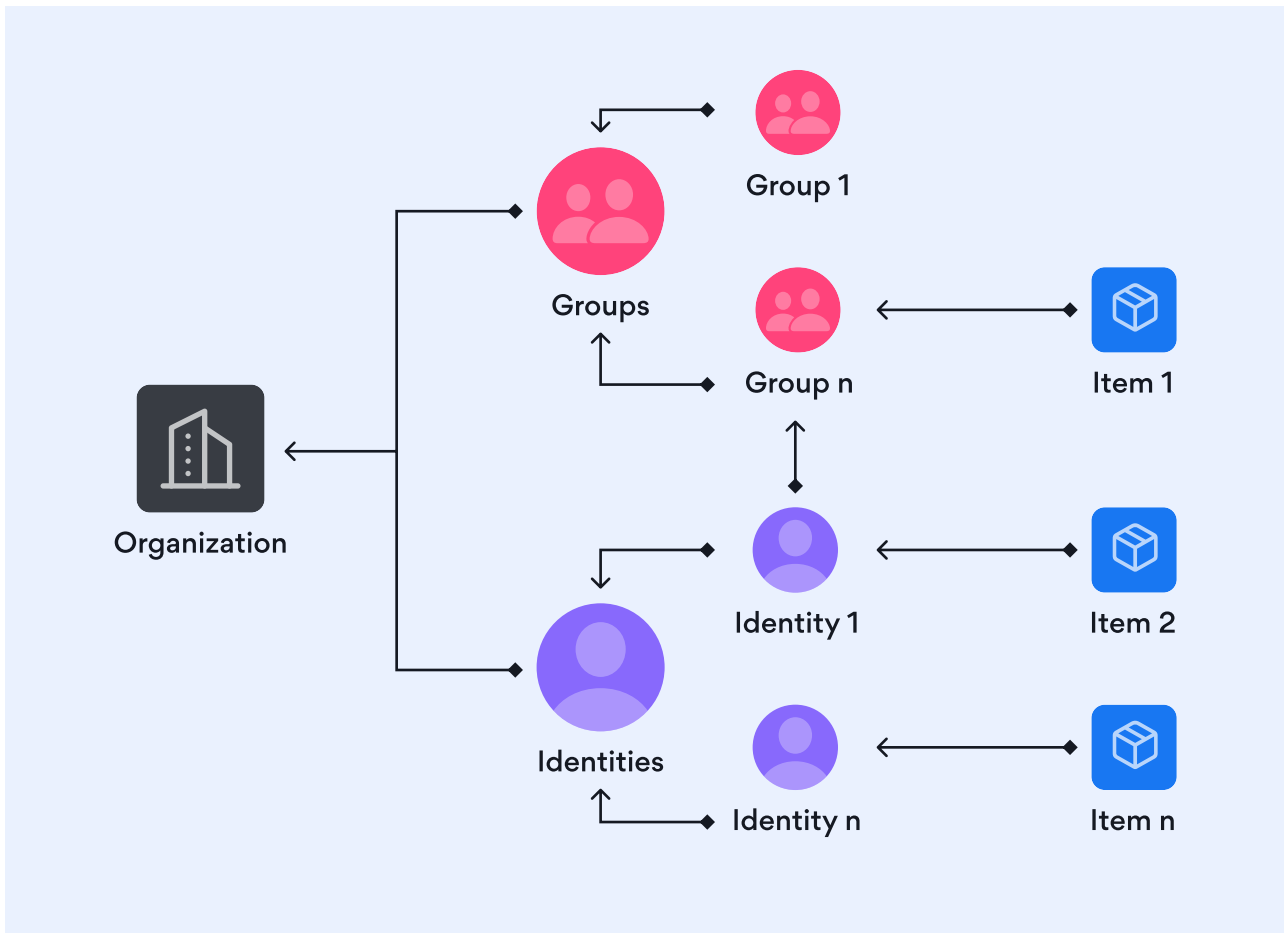 Group 1
Groups
Group n
Item 1
Organization
Identity 1
Item 2
Identities
Identity n
Item n